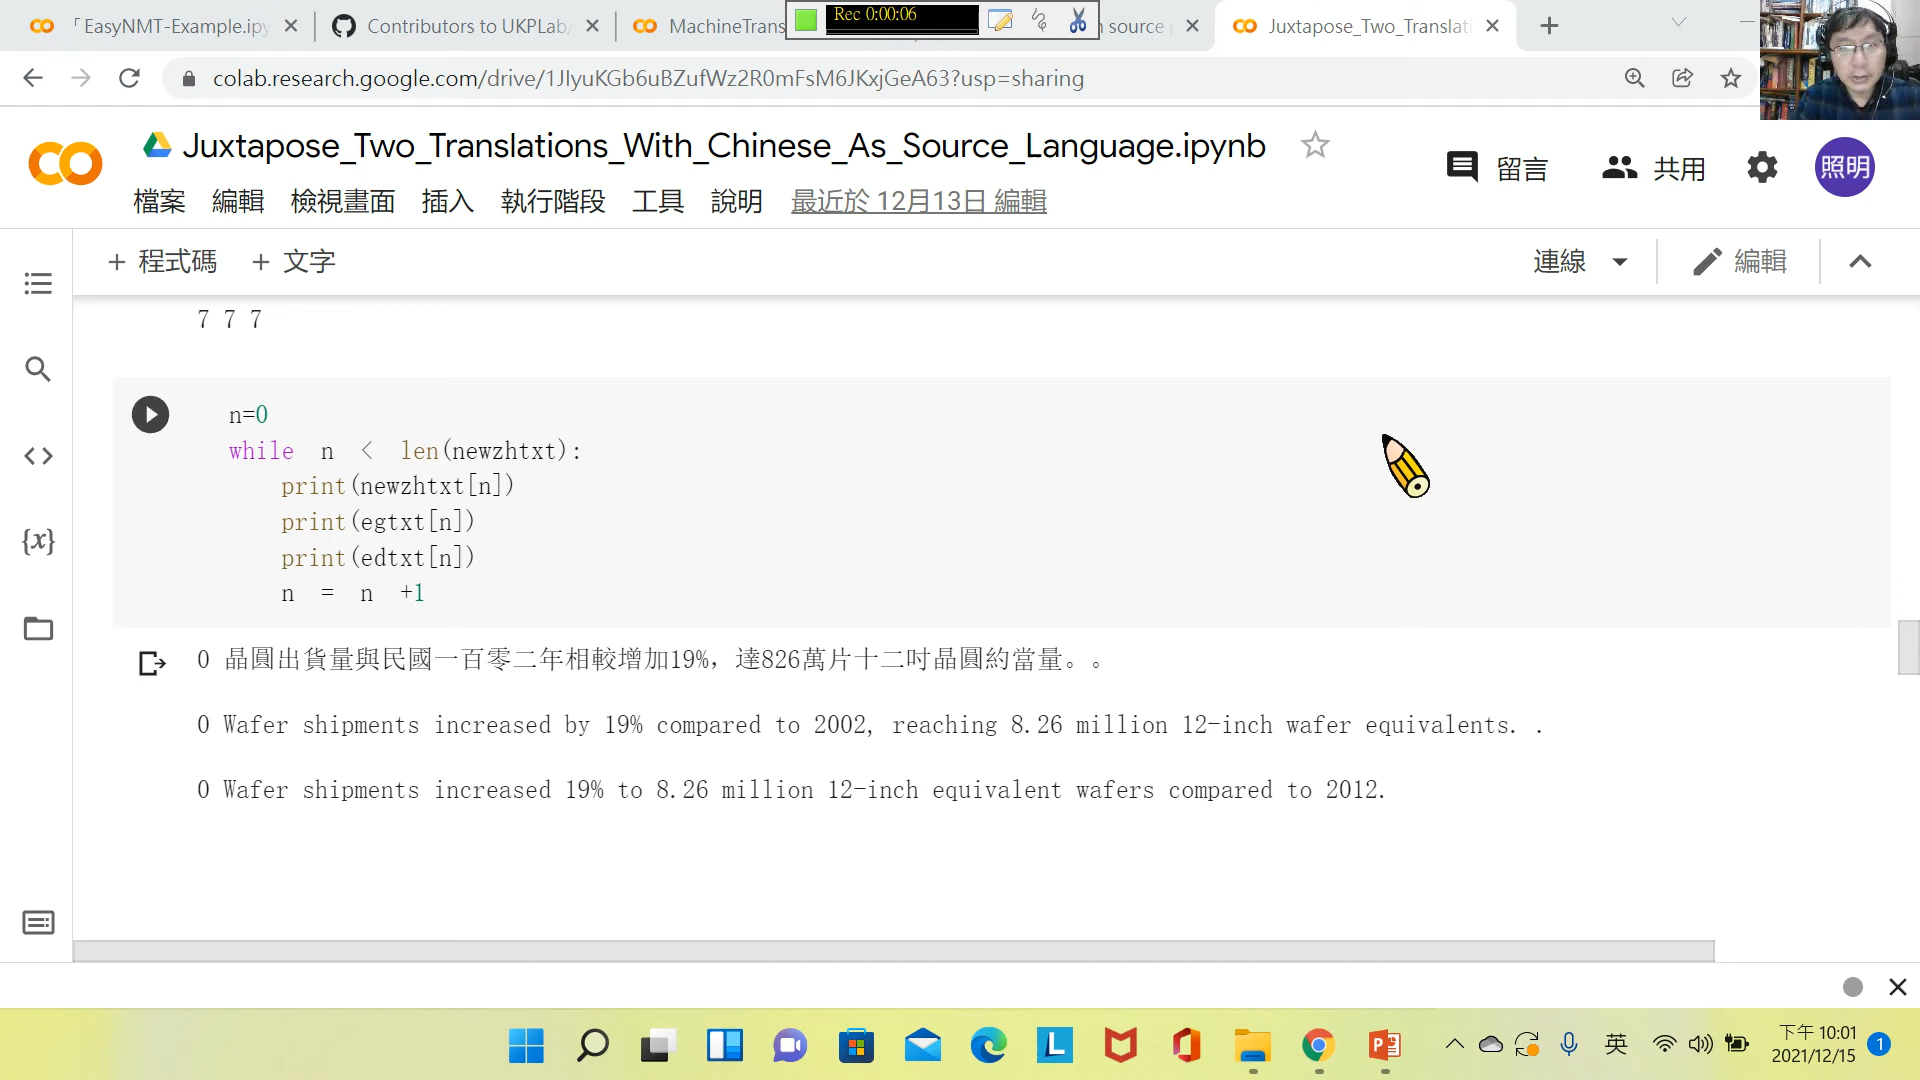 「EasyNMT-Example.ipy
Contributors to UKPLab/
MachineTrans
Rec 0:00:06
source
Juxtapose_Two_Translati
colab.research.google.com/drive/1JIyuKGb6uBZufWz2R0mFsM6JKxjGeA63?usp=sharing
Juxtapose_Two_Translations_With_Chinese_As_Source_Language.ipynb
留言
共用
照明
檔案 編輯 檢視畫面 插入 執行階段 工具 說明 最近於 12月13日 編輯
+ 程式碼 + 文字
連線
編輯
7 7 7
n=0
while n < len(newzhtxt):
print(newzhtxt[n])
print(egtxt[n])
print(edtxt[n])
n = n +1
0 晶圓出貨量與民國一百零二年相較增加19%，達826萬片十二吋晶圓約當量。。
0 Wafer shipments increased by 19% compared to 2002, reaching 8.26 million 12-inch wafer equivalents. .
0 Wafer shipments increased 19% to 8.26 million 12-inch equivalent wafers compared to 2012.
英
下午 10:01
2021/12/15
1